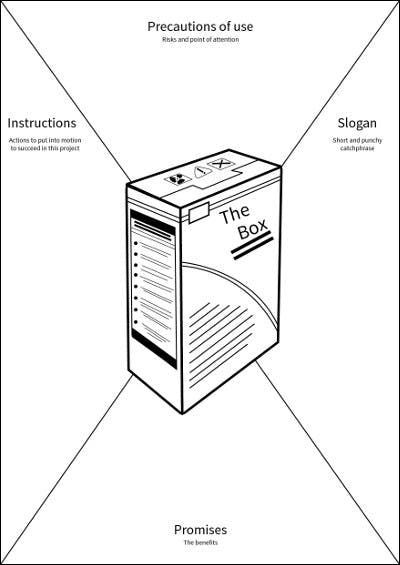 Precautions of use
Risks and point of attention
Instructions
Actions to put into motion
to succeed in this project
Slogan
Short and punchy
catchphrase
The
Box
Promises
The benefits